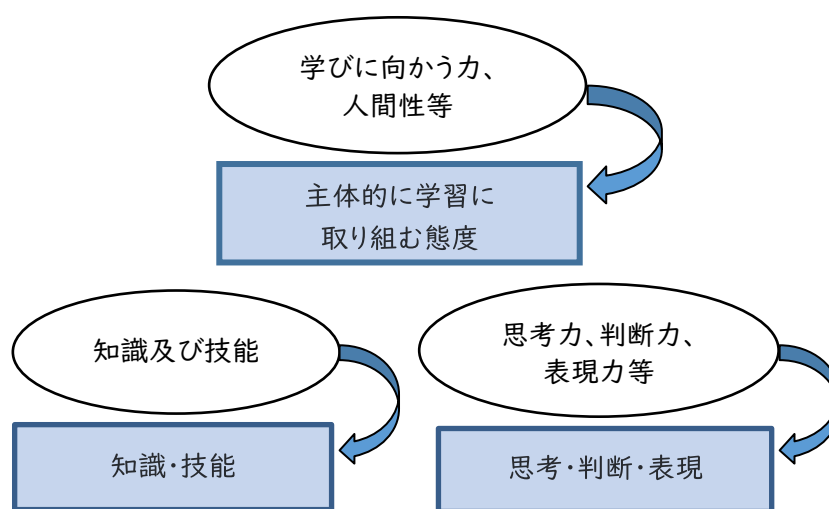 学びに向かう力、
人間性等
主体的に学習に
取り組む態度
知識及び技能
思考力、判断力、
表現力等
知識・技能
思考・判断・表現